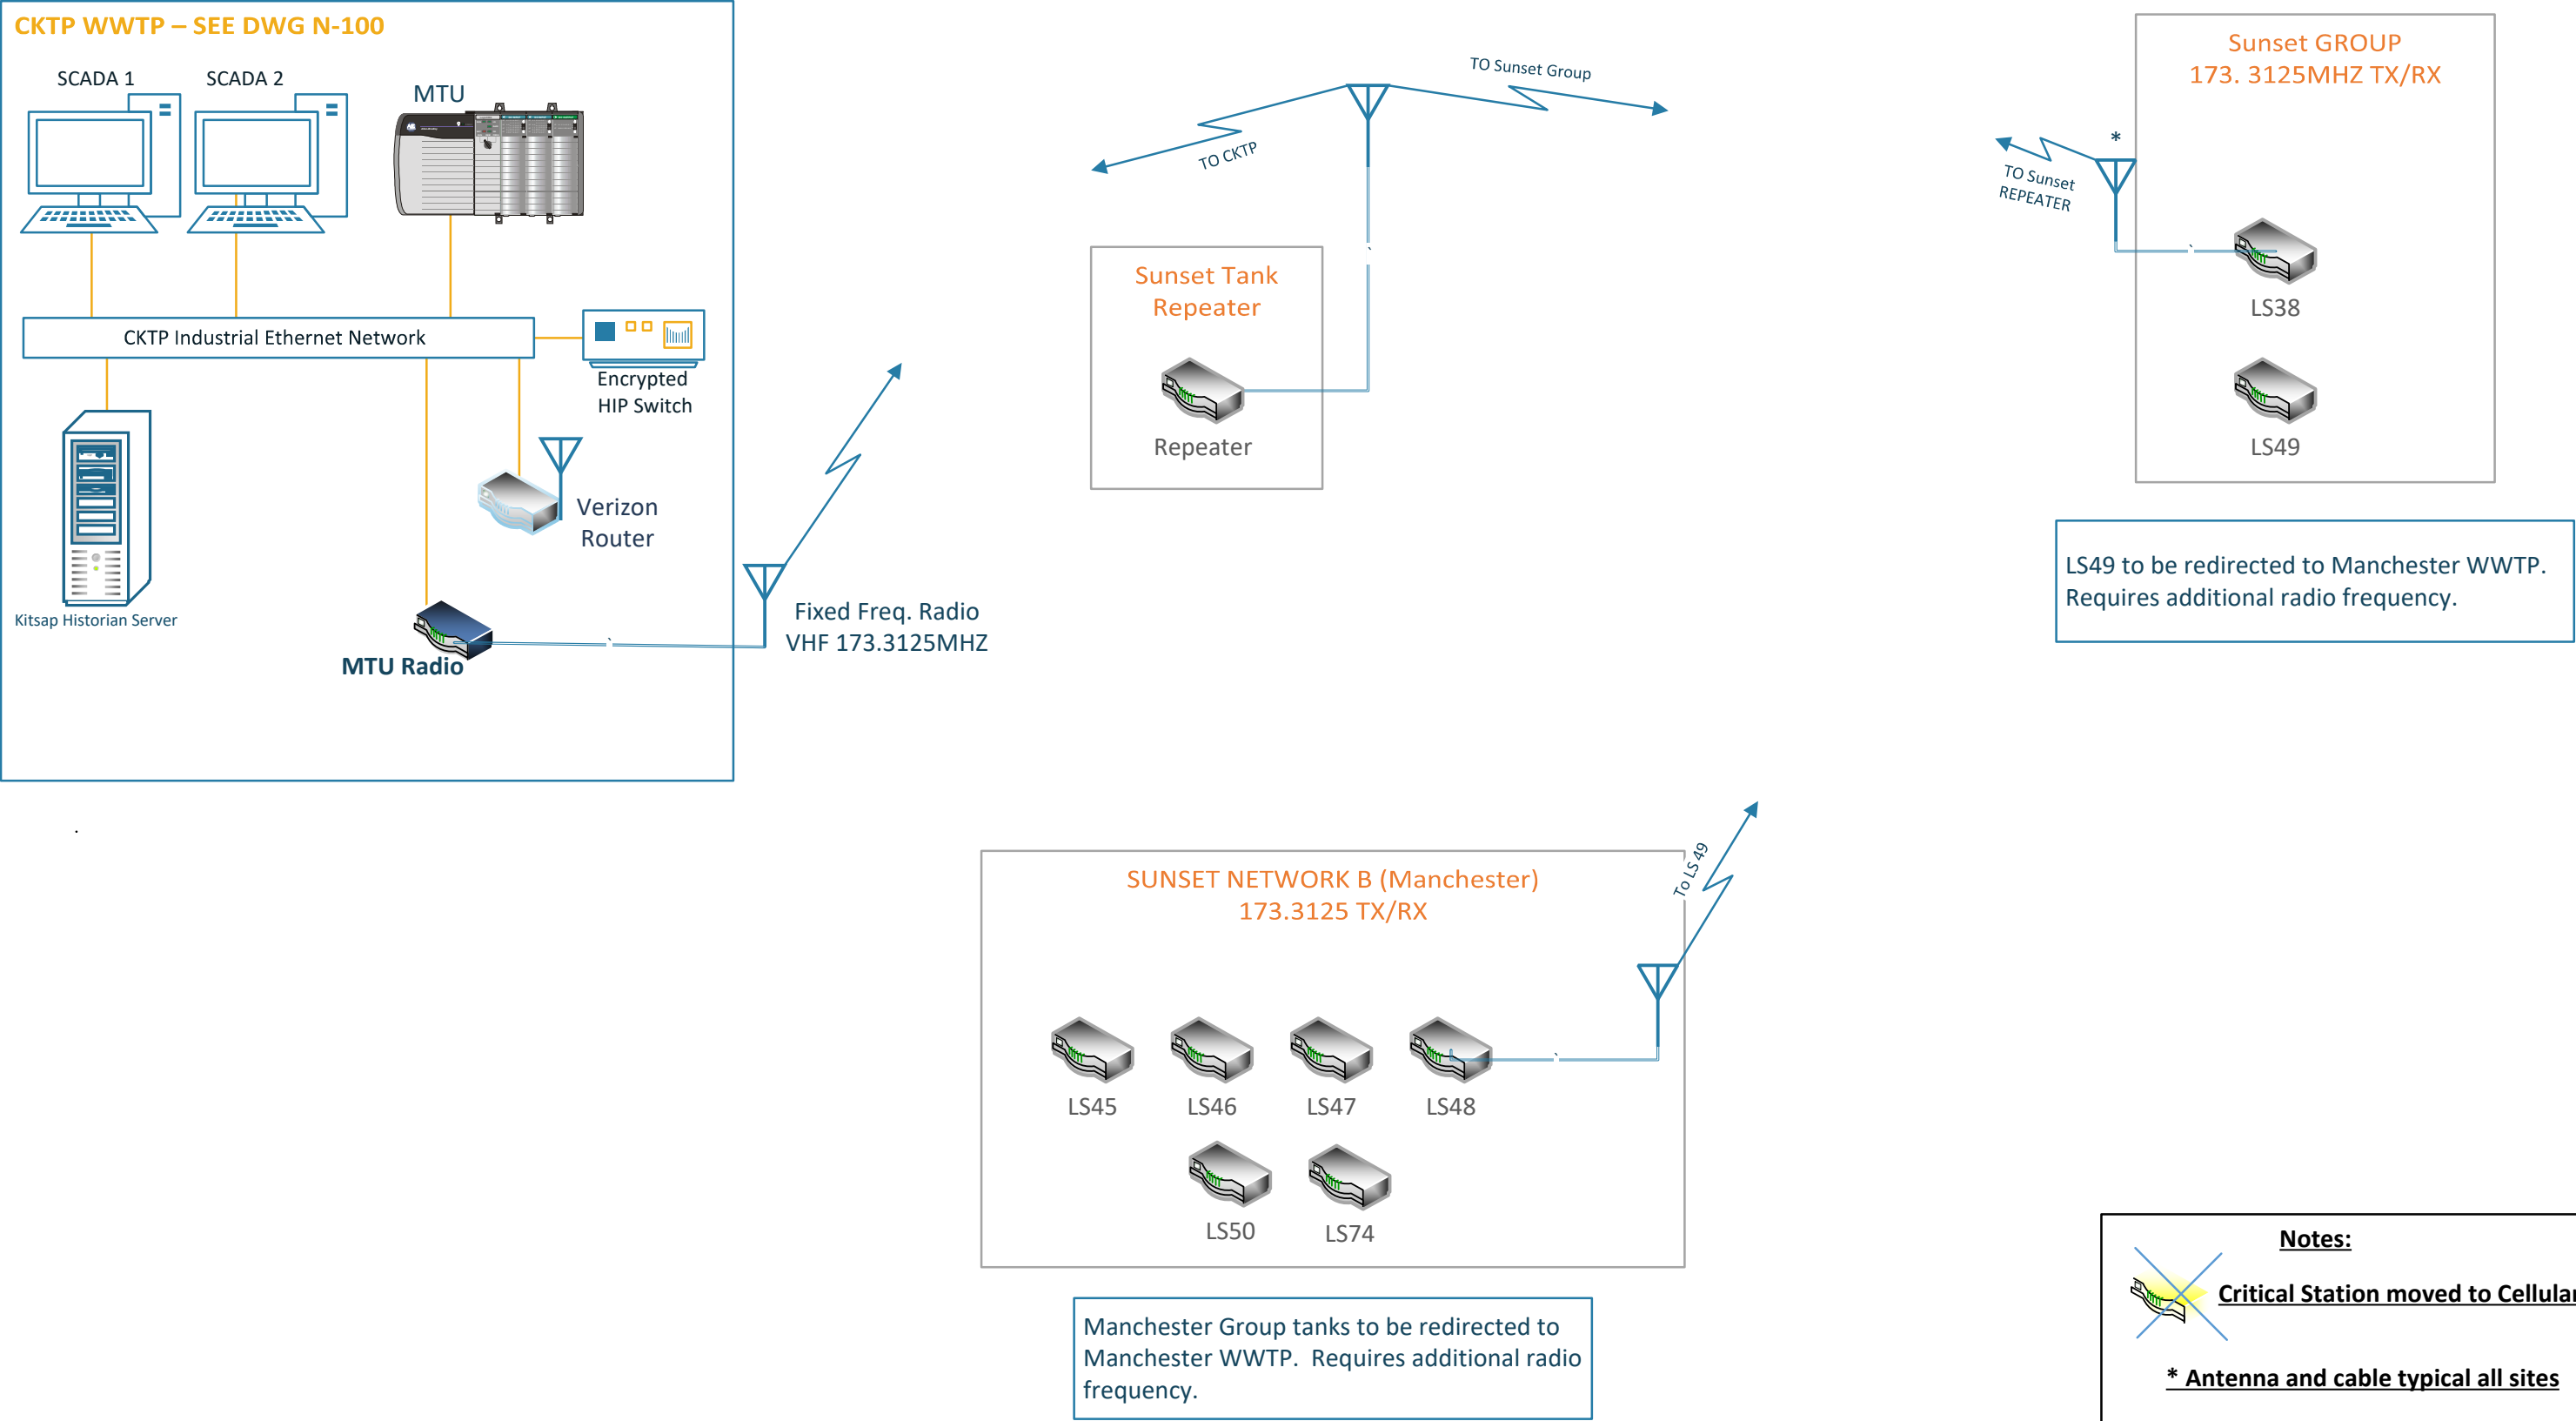 CKTP WWTP – SEE DWG N-100
SCADA 1
SCADA 2
MTU
CKTP Industrial Ethernet Network
Encrypted
HIP Switch
Verizon
Router
Kitsap Historian Server
MTU Radio
Fixed Freq. Radio
VHF 173.3125MHZ
TO CKTP
TO Sunset Group
Sunset Tank
Repeater
Repeater
Sunset GROUP
173. 3125MHZ TX/RX
*
TO Sunset
REPEATER
LS38
LS49
LS49 to be redirected to Manchester WWTP.
Requires additional radio frequency.
SUNSET NETWORK B (Manchester)
173.3125 TX/RX
To LS 49
LS45
LS46
LS47
LS48
LS50
LS74
Manchester Group tanks to be redirected to
Manchester WWTP.  Requires additional radio
frequency.
Notes:
Critical Station moved to Cellular
* Antenna and cable typical all sites